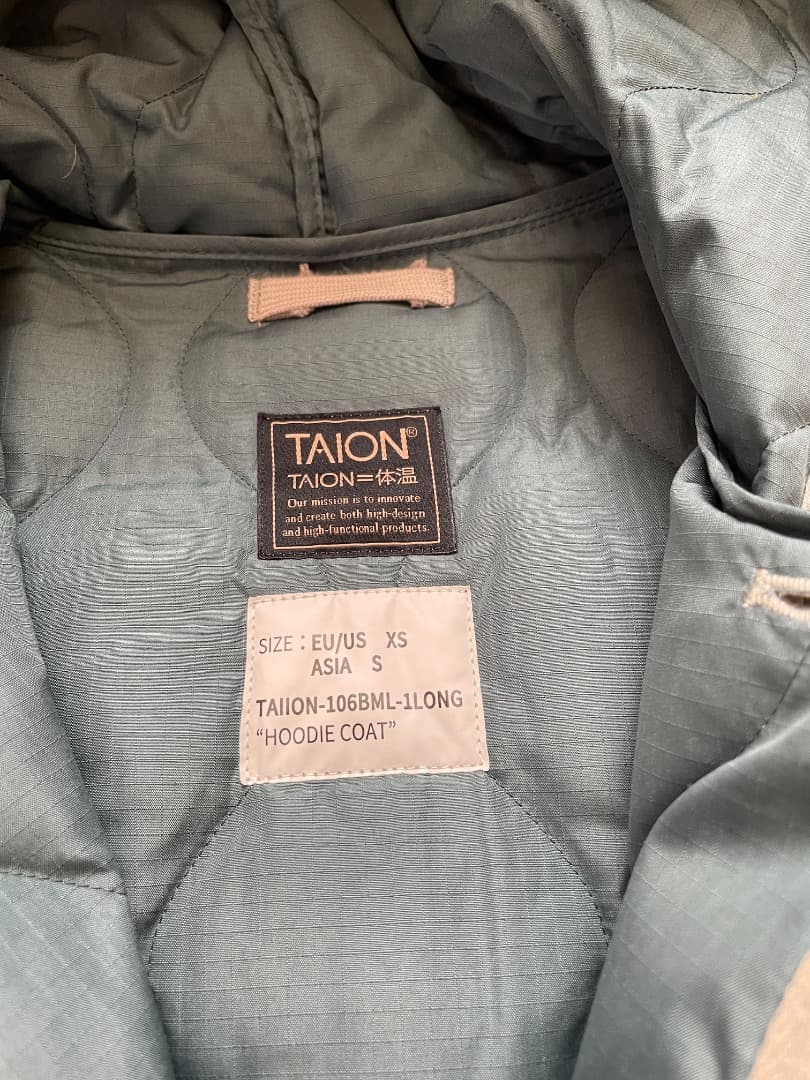 TAION®
TAION=体温
Our mission is to innovate
and create both high-design
and high-functional products.
SIZE : EU/US XS
ASIA S
TAIION-106BML-1LONG
"HOODIE COAT"